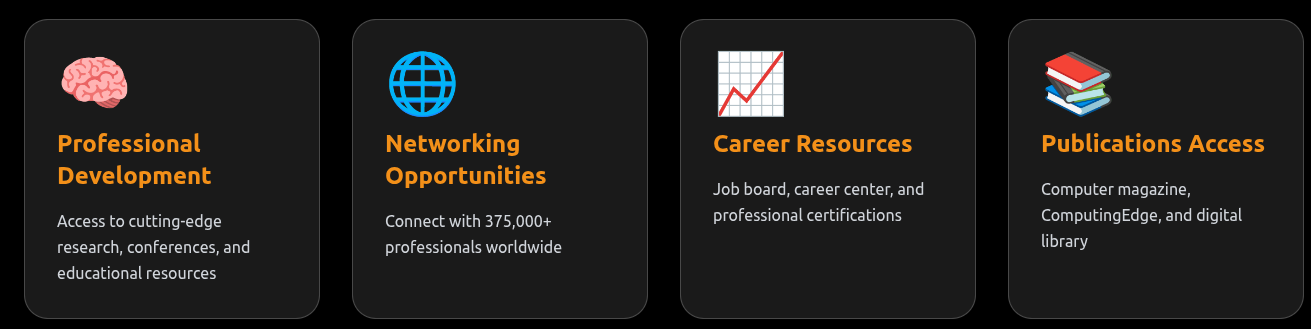 Professional
Development
Access to cutting-edge
research, conferences, and
educational resources
Networking
Opportunities
Connect with 375,000+
professionals worldwide
Career Resources
Job board, career center, and
professional certifications
Publications Access
Computer magazine,
ComputingEdge, and digital
library